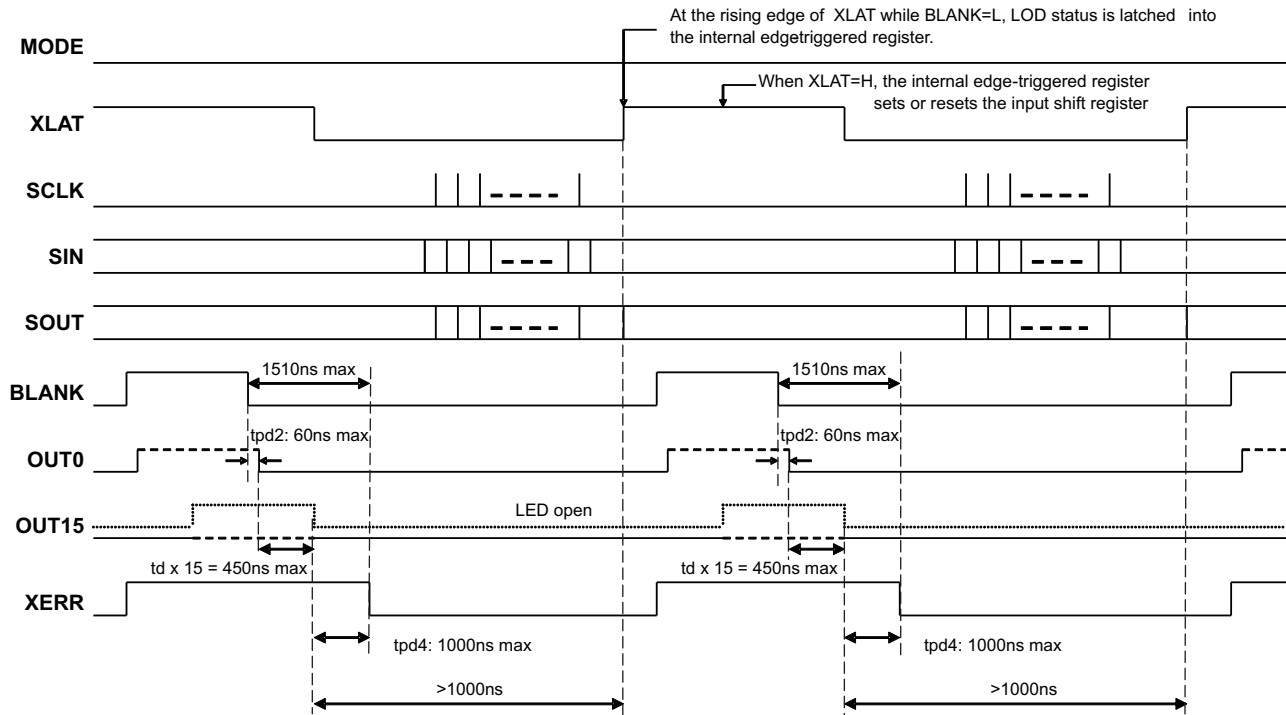 At the rising edge of XLAT while BLANK=L, LOD status is latched into
the internal edgetriggered register.
MODE
When XLAT=H, the internal edge-triggered register
sets or resets the input shift register
XLAT
SCLK
SIN
SOUT
1510ns max
1510ns max
BLANK
tpd2: 60ns max
tpd2: 60ns max
OUT0
LED open
OUT15
td x 15 = 450ns max
td x 15 = 450ns max
XERR
tpd4: 1000ns max
tpd4: 1000ns max
>1000ns
>1000ns